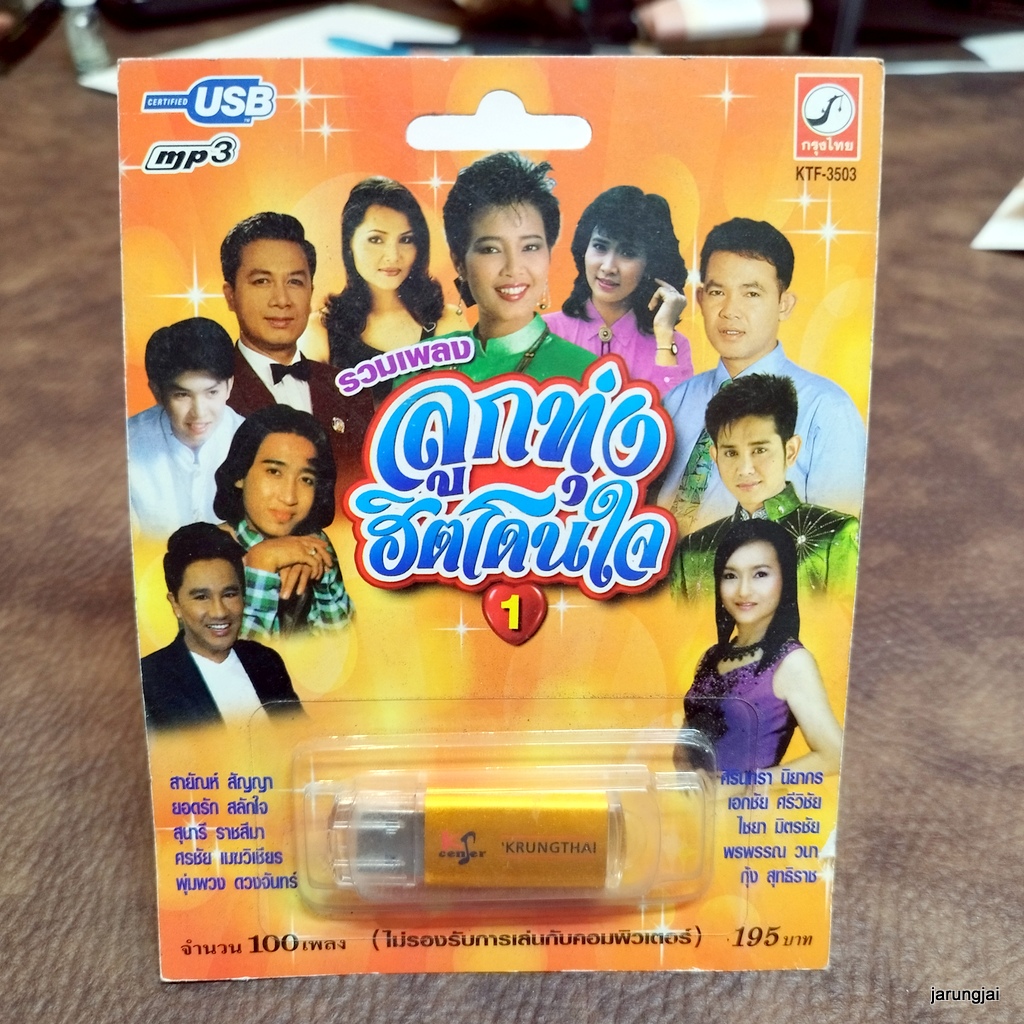 CERTIFIED USB
mp3
กรุงไทย
KTF-3503
รวมเพลง
ลูกทุ่ง
ฮิตโดนใจ
1
สายัณห์ สัญญา
ยอดรัก สลักใจ
สุนารี ราชสีมา
ศรชัย เมฆวิเชียร
พุ่มพวง ดวงจันทร์
ศิรินทรา นิยากร
เอกชัย ศรีวิชัย
ไชยา มิตรชัย
พรพรรณ วนา
กุ้ง สุทธิราช
center 'KRUNGTHAI
จำนวน 100 เพลง (ไม่รองรับการเล่นกับคอมพิวเตอร์) 195 บาท
jarungjai